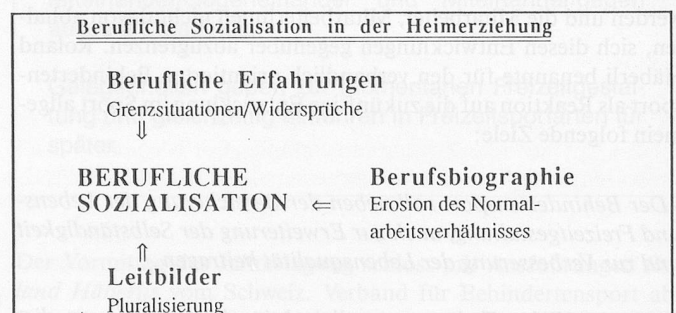 Berufliche Sozialisation in der Heimerziehung
Berufliche Erfahrungen
Grenzsituationen/Widersprüche
⇓
BERUFLICHE
SOZIALISATION ⇐
Berufsbiographie
Erosion des Normal-
arbeitsverhältnisses
⇑
Leitbilder
Pluralisierung